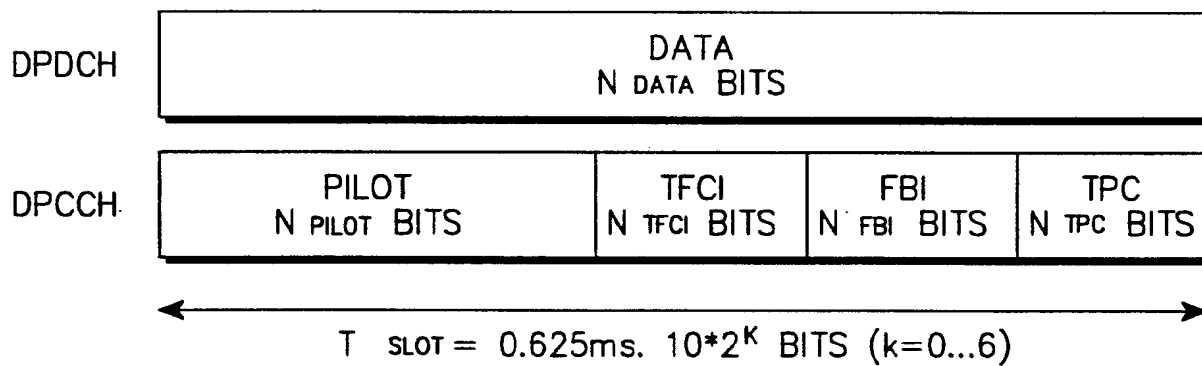 DPDCH
DATA
N DATA BITS
DPCCH
PILOT
N PILOT BITS
TFCI
N TFCI BITS
FBI
N FBI BITS
TPC
N TPC BITS
T SLOT = 0.625ms. 10*2^K BITS (k=0...6)